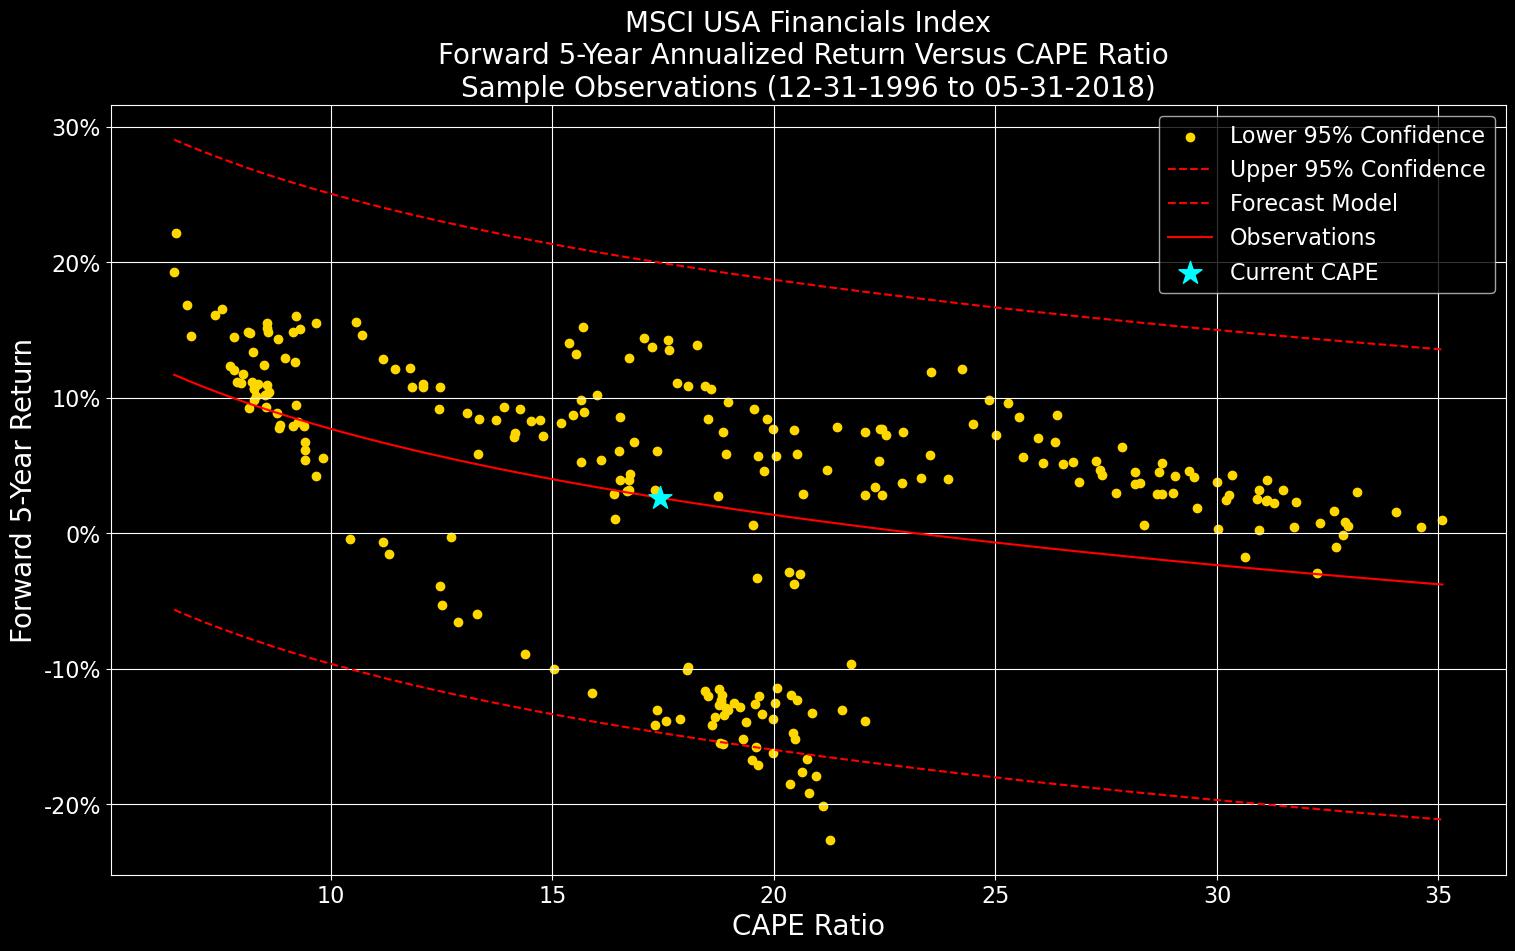 MSCI USA Financials Index
Forward 5-Year Annualized Return Versus CAPE Ratio
Sample Observations (12-31-1996 to 05-31-2018)
Lower 95% Confidence
Upper 95% Confidence
Forecast Model
Observations
Current CAPE
Forward 5-Year Return
30%
20%
10%
0%
-10%
-20%
10
15
20
25
30
35
CAPE Ratio